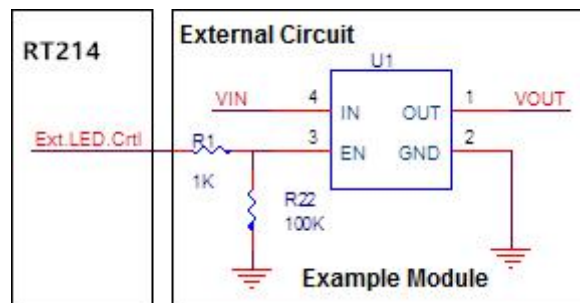 RT214
External Circuit
U1
VIN
4
IN
OUT
1
VOUT
Ext.LED.Crtl
R1
1K
3
EN
GND
2
R22
100K
Example Module